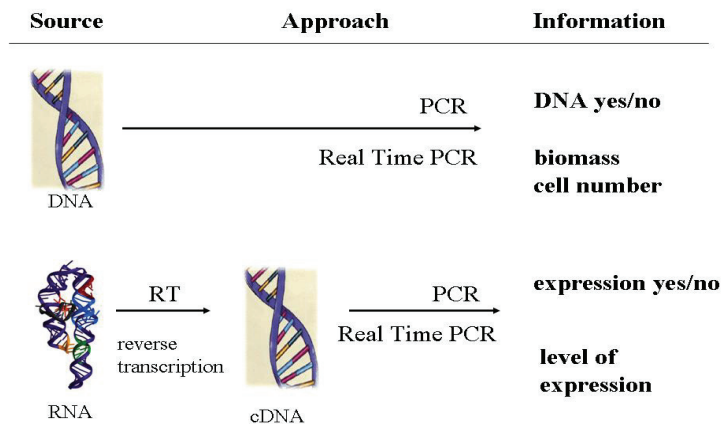 Source Approach Information
PCR DNA yes/no
Real Time PCR biomass
cell number
DNA
RT PCR expression yes/no
Real Time PCR
reverse
transcription
level of
expression
RNA cDNA